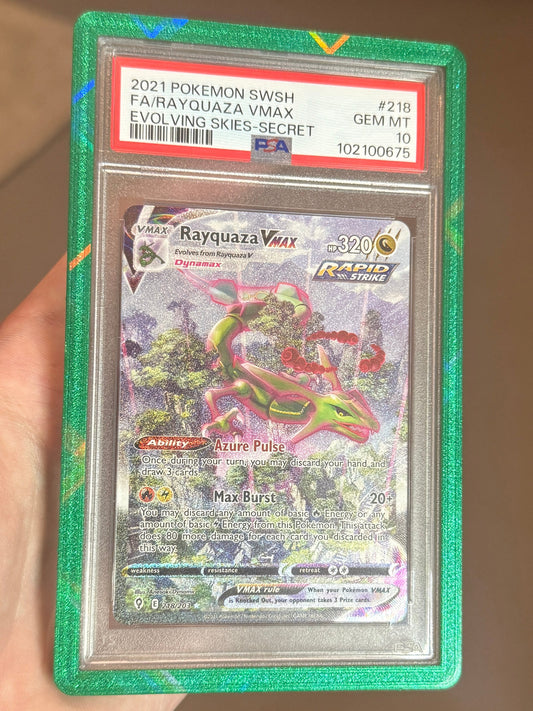 2021 POKEMON SWSH #218
FA/RAYQUAZA VMAX GEM MT
EVOLVING SKIES-SECRET 10
PSA 102100675
VMAX Rayquaza VMAX HP 320
Evolves from Rayquaza V
Dynamax
RAPID
STRIKE
Ability Azure Pulse
Once during your turn, you may discard your hand and
draw 3 cards.
Max Burst 20+
You may discard any amount of basic Energy or any
amount of basic Energy from this Pokémon. This attack
does 80 more damage for each card you discarded in
this way.
weakness resistance retreat
VMAX rule When your Pokémon VMAX
is Knocked Out, your opponent takes 3 Prize cards.
E 218/203